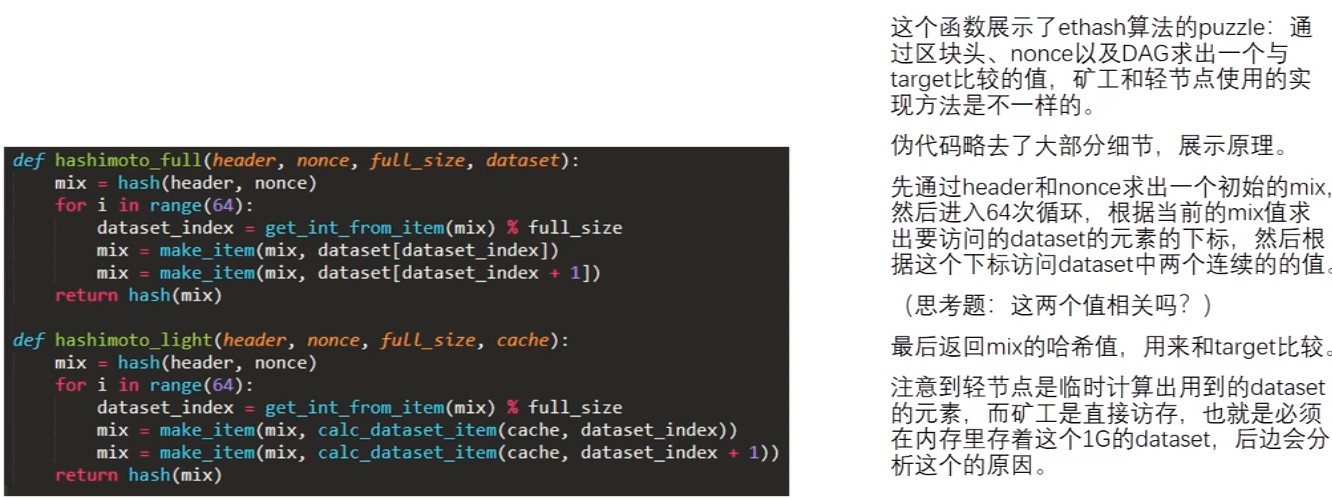 def hashimoto_full(header, nonce, full_size, dataset):
    mix = hash(header, nonce)
    for i in range(64):
        dataset_index = get_int_from_item(mix) % full_size
        mix = make_item(mix, dataset[dataset_index])
        mix = make_item(mix, dataset[dataset_index + 1])
    return hash(mix)
def hashimoto_light(header, nonce, full_size, cache):
    mix = hash(header, nonce)
    for i in range(64):
        dataset_index = get_int_from_item(mix) % full_size
        mix = make_item(mix, calc_dataset_item(cache, dataset_index))
        mix = make_item(mix, calc_dataset_item(cache, dataset_index + 1))
    return hash(mix)
这个函数展示了ethash算法的puzzle：通
过区块头、nonce以及DAG求出一个与
target比较的值，矿工和轻节点使用的实
现方法是不一样的。
伪代码略去了大部分细节，展示原理。
先通过header和nonce求出一个初始的mix,
然后进入64次循环，根据当前的mix值求
出要访问的dataset的元素的下标，然后根
据这个下标访问dataset中两个连续的的值。
（思考题：这两个值相关吗？）
最后返回mix的哈希值，用来和target比较。
注意到轻节点是临时计算出用到的dataset
的元素，而矿工是直接访存，也就是必须
在内存里存着这个1G的dataset，后边会分
析这个的原因。